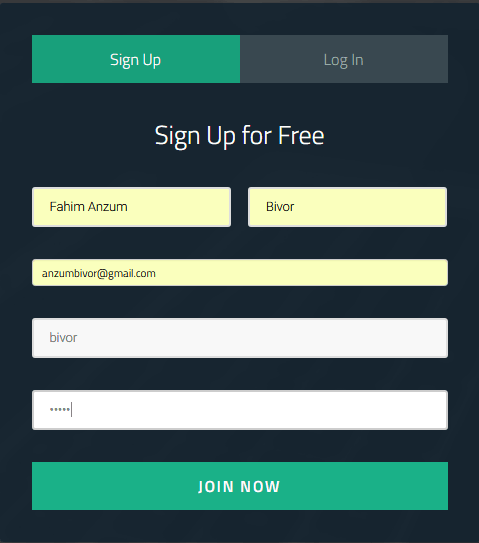 Sign Up Log In
Sign Up for Free
Fahim Anzum Bivor
anzumbivor@gmail.com
bivor
•••••
JOIN NOW